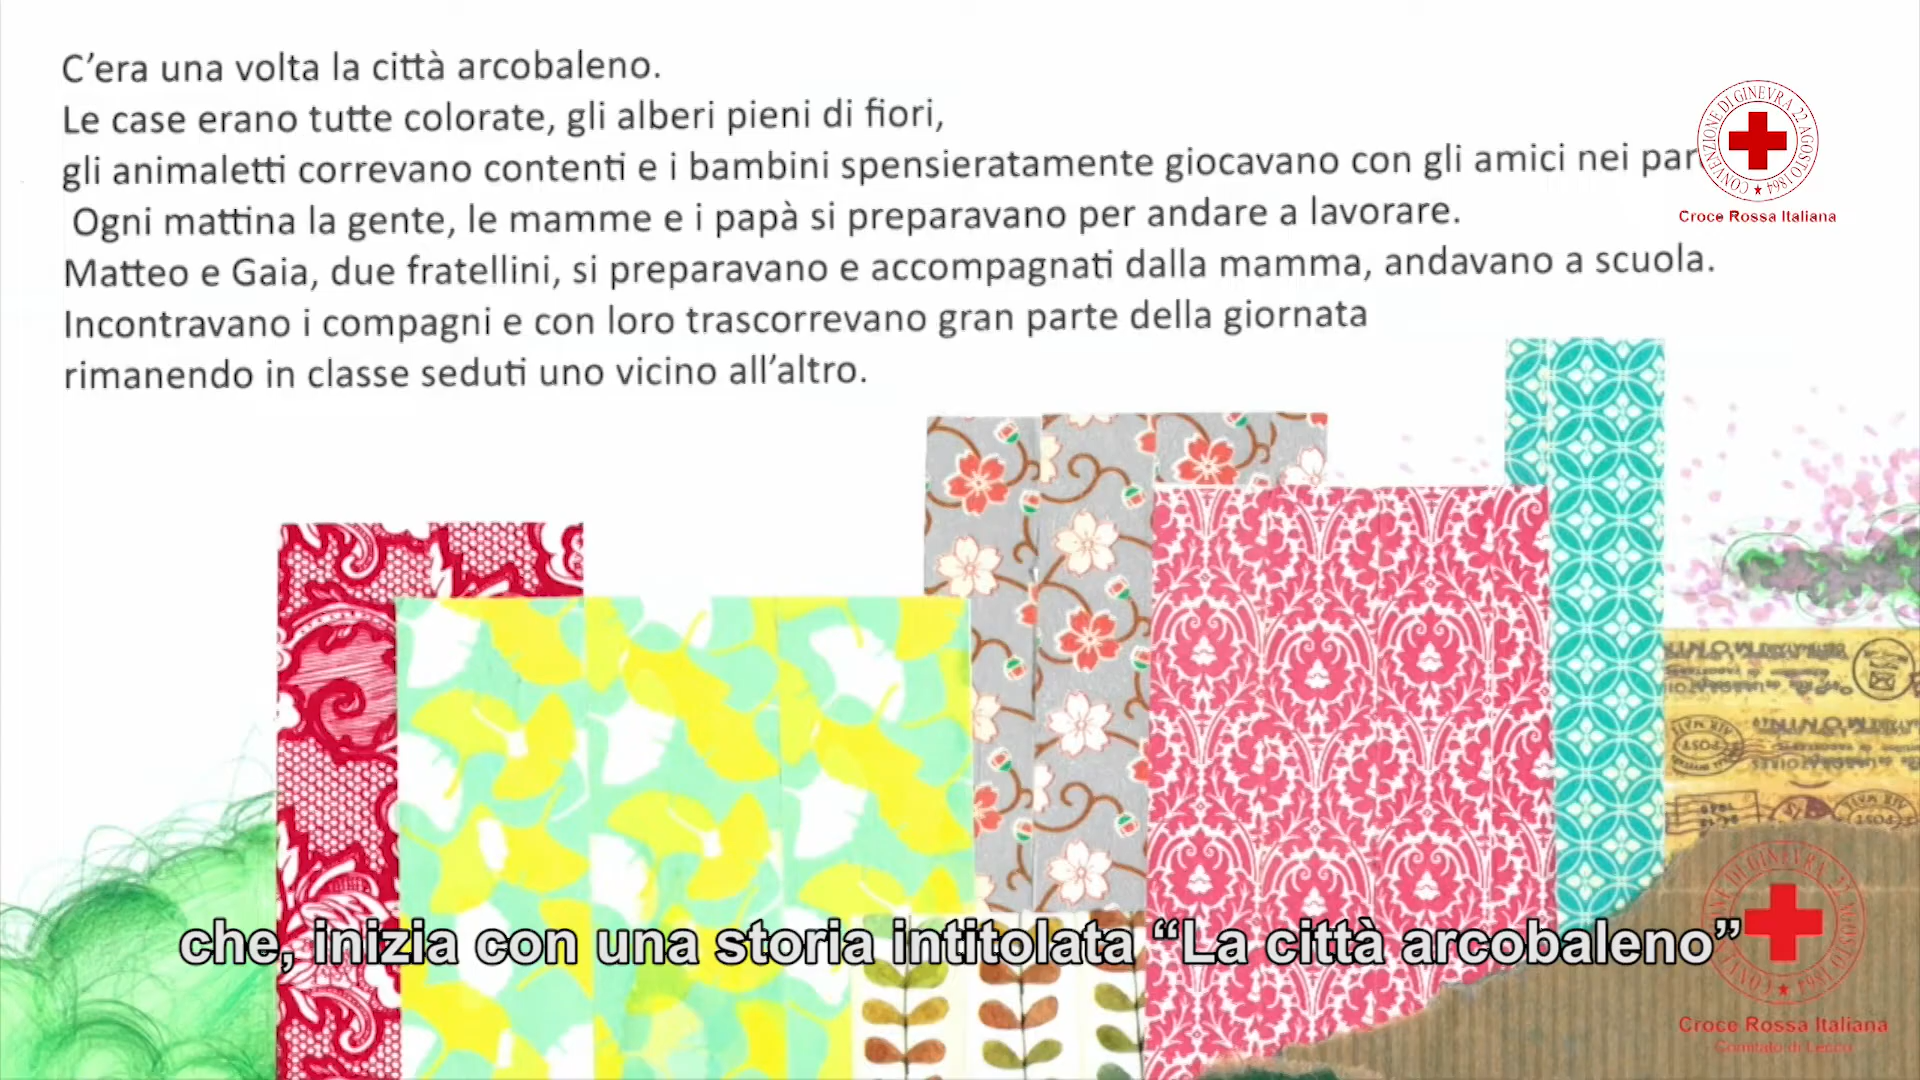 C’era una volta la città arcobaleno.
Le case erano tutte colorate, gli alberi pieni di fiori,
gli animaletti correvano contenti e i bambini spensieratamente giocavano con gli amici nei par
Ogni mattina la gente, le mamme e i papà si preparavano per andare a lavorare.
Matteo e Gaia, due fratellini, si preparavano e accompagnati dalla mamma, andavano a scuola.
Incontravano i compagni e con loro trascorrevano gran parte della giornata
rimanendo in classe seduti uno vicino all’altro.
CONVENZIONE DI GINEVRA 22 AGOSTO 1864
Croce Rossa Italiana
che, inizia con una storia intitolata “La città arcobaleno”
Croce Rossa Italiana
Comitato di Lecco